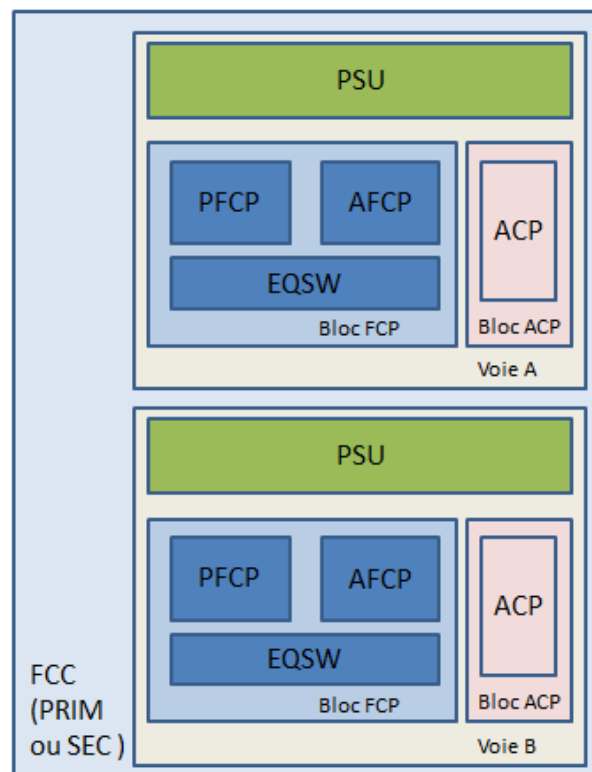 PSU
PFCP
AFCP
ACP
EQSW
Bloc FCP
Bloc ACP
Voie A
PSU
PFCP
AFCP
ACP
EQSW
Bloc FCP
Bloc ACP
Voie B
FCC
(PRIM
ou SEC )